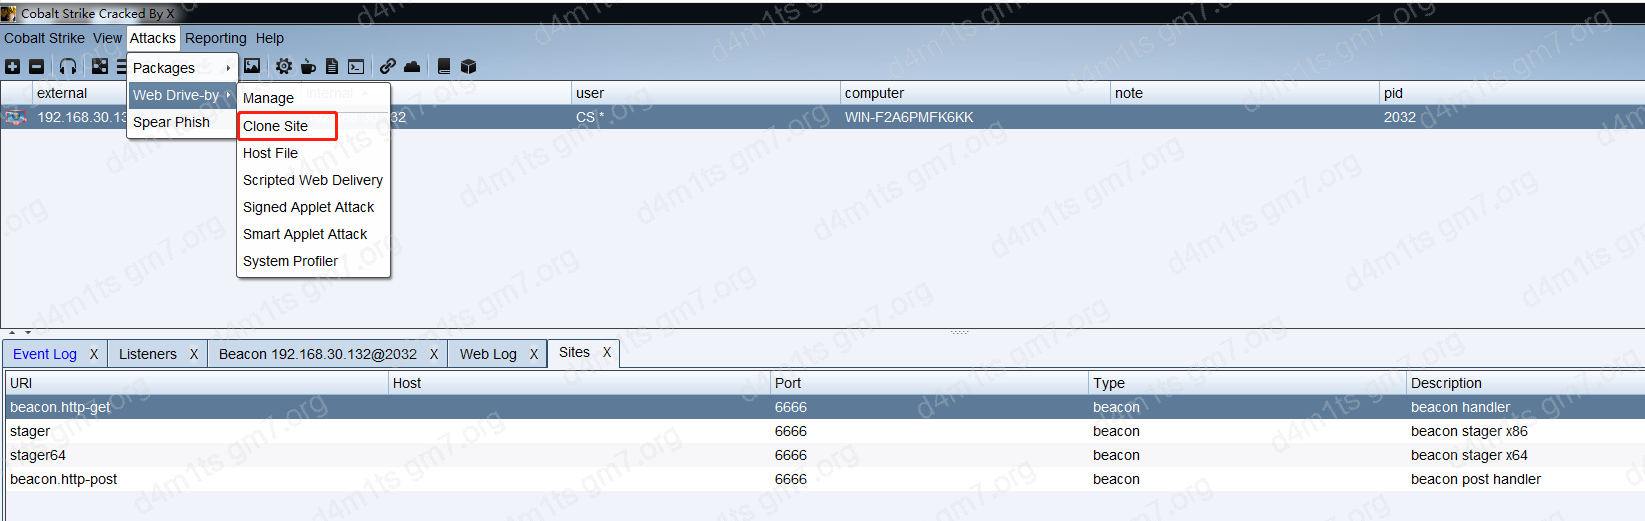 Cobalt Strike Cracked By X
Cobalt Strike View Attacks Reporting Help
Packages
external internal user computer note pid
Web Drive-by
Manage
192.168.30.13 32 CS * WIN-F2A6PMFK6KK 2032
Spear Phish
Clone Site
Host File
Scripted Web Delivery
Signed Applet Attack
Smart Applet Attack
System Profiler
Event Log X Listeners X Beacon 192.168.30.132@2032 X Web Log X Sites X
URI Host Port Type Description
beacon.http-get 6666 beacon beacon handler
stager 6666 beacon beacon stager x86
stager64 6666 beacon beacon stager x64
beacon.http-post 6666 beacon beacon post handler
d4m1ts gm7.org